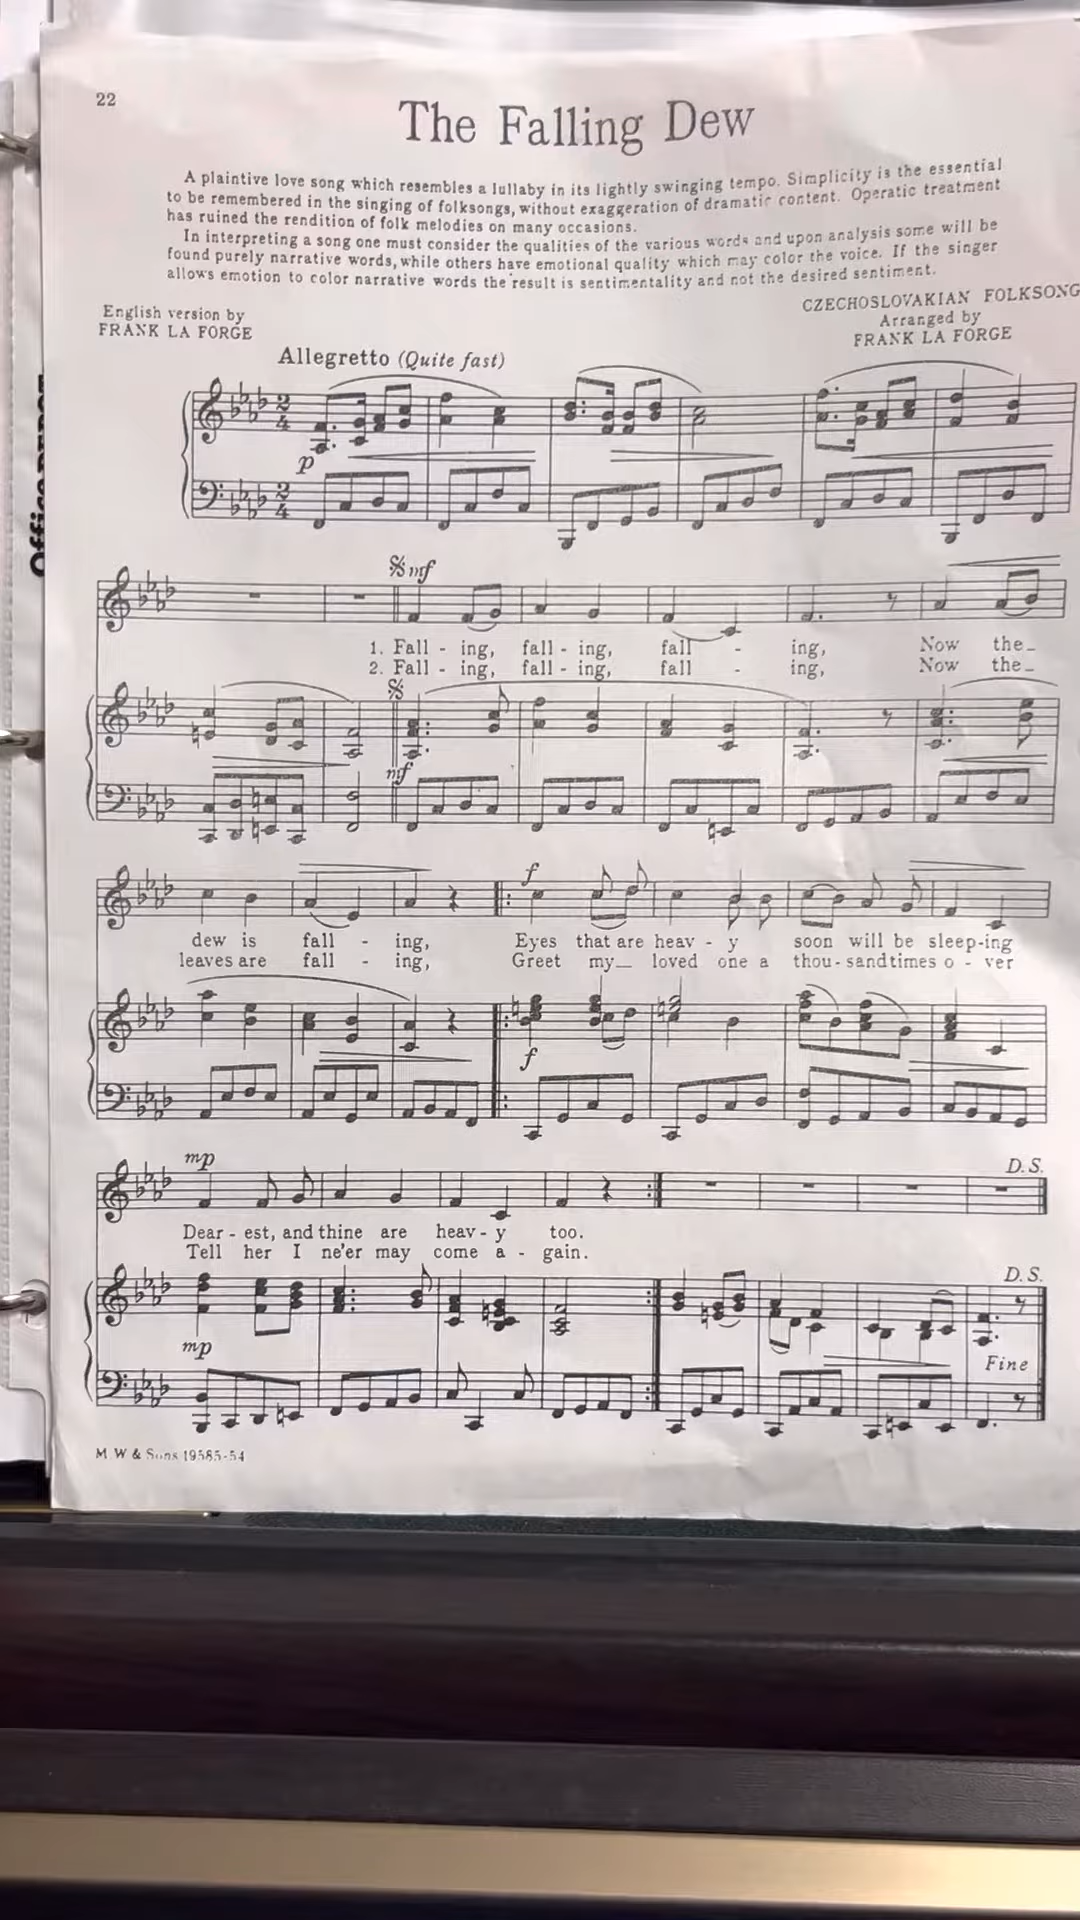 22
The Falling Dew
A plaintive love song which resembles a lullaby in its lightly swinging tempo. Simplicity is the essential
to be remembered in the singing of folksongs, without exaggeration of dramatic content. Operatic treatment
has ruined the rendition of folk melodies on many occasions.
In interpreting a song one must consider the qualities of the various words and upon analysis some will be
found purely narrative words, while others have emotional quality which may color the voice. If the singer
allows emotion to color narrative words the result is sentimentality and not the desired sentiment.
English version by
FRANK LA FORGE
CZECHOSLOVAKIAN FOLKSONG
Arranged by
FRANK LA FORGE
Allegretto (Quite fast)
2
4
p
2
4
mf
1. Fall - ing, fall - ing, fall - ing, Now the
2. Fall - ing, fall - ing, fall - ing, Now the
mf
f
dew is fall - ing, Eyes that are heav - y soon will be sleep-ing
leaves are fall - ing, Greet my loved one a thou-sand times o - ver
f
mp
D.S.
Dear - est, and thine are heav - y too.
Tell her I ne'er may come a - gain.
D.S.
mp
Fine
M W & Sons 19585-54